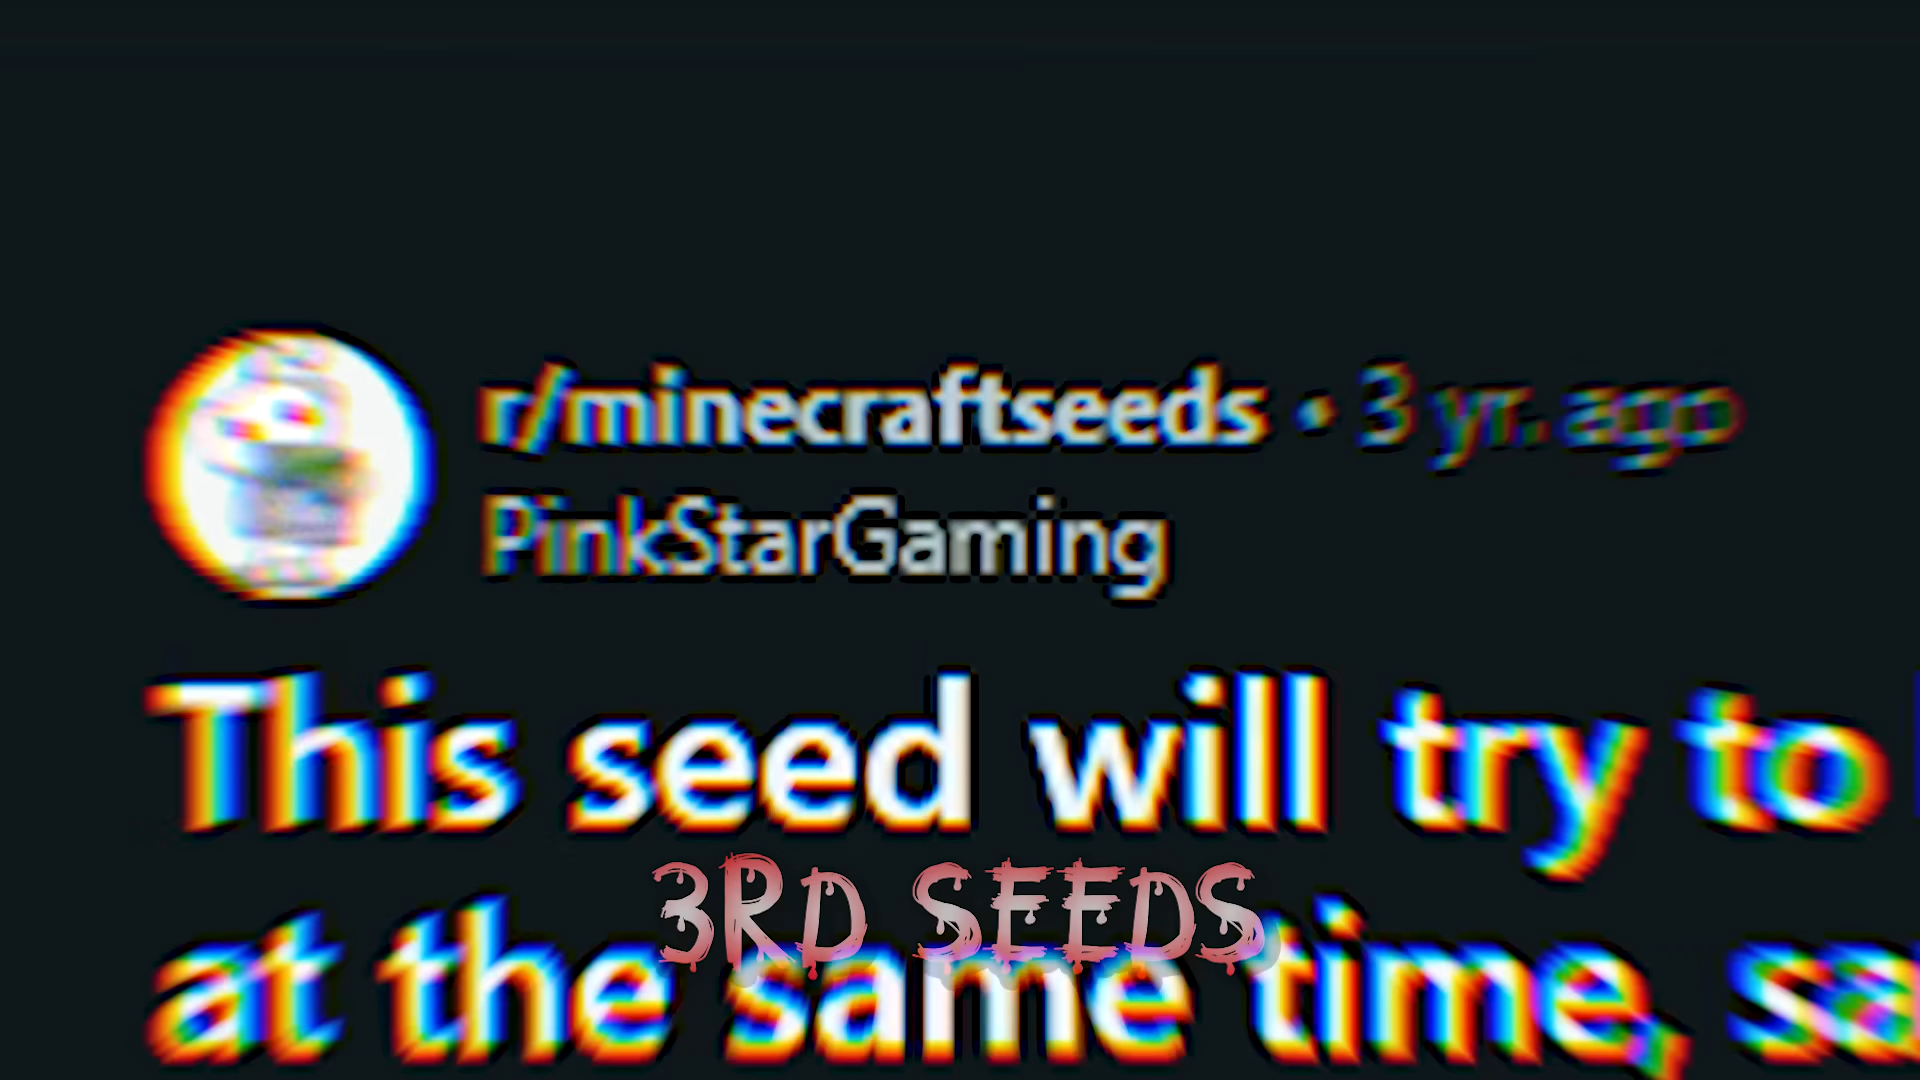 r/minecraftseeds • 3 yr. ago
PinkStarGaming
This seed will try to
3RD SEEDS
at the same time,